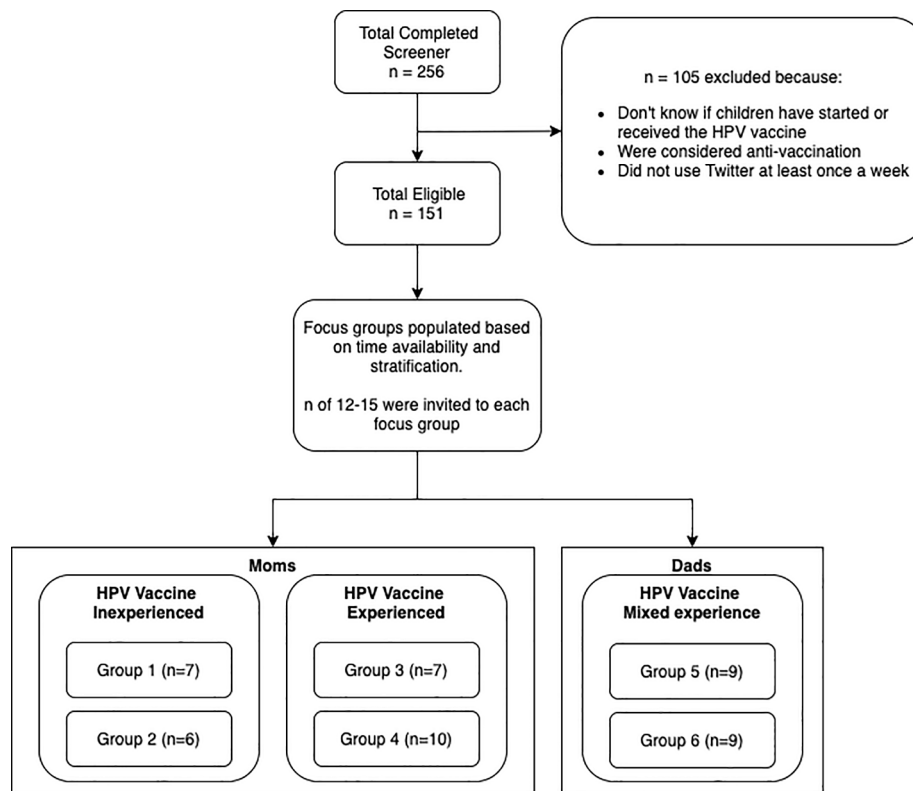 Total Completed
Screener
n = 256
n = 105 excluded because:
• Don't know if children have started or
received the HPV vaccine
• Were considered anti-vaccination
• Did not use Twitter at least once a week
Total Eligible
n = 151
Focus groups populated based
on time availability and
stratification.
n of 12-15 were invited to each
focus group
Moms
HPV Vaccine
Inexperienced
Group 1 (n=7)
Group 2 (n=6)
HPV Vaccine
Experienced
Group 3 (n=7)
Group 4 (n=10)
Dads
HPV Vaccine
Mixed experience
Group 5 (n=9)
Group 6 (n=9)